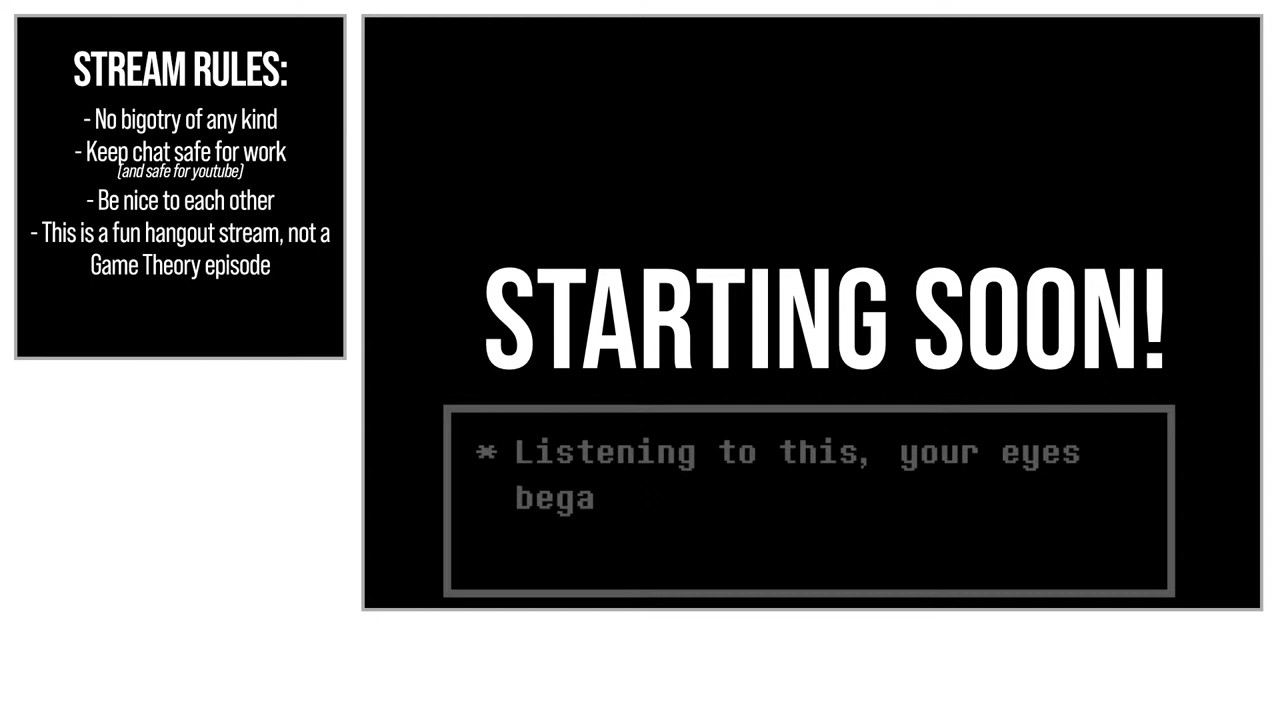 STREAM RULES:
- No bigotry of any kind
- Keep chat safe for work
(and safe for youtube)
- Be nice to each other
- This is a fun hangout stream, not a
Game Theory episode
STARTING SOON!
* Listening to this, your eyes
bega